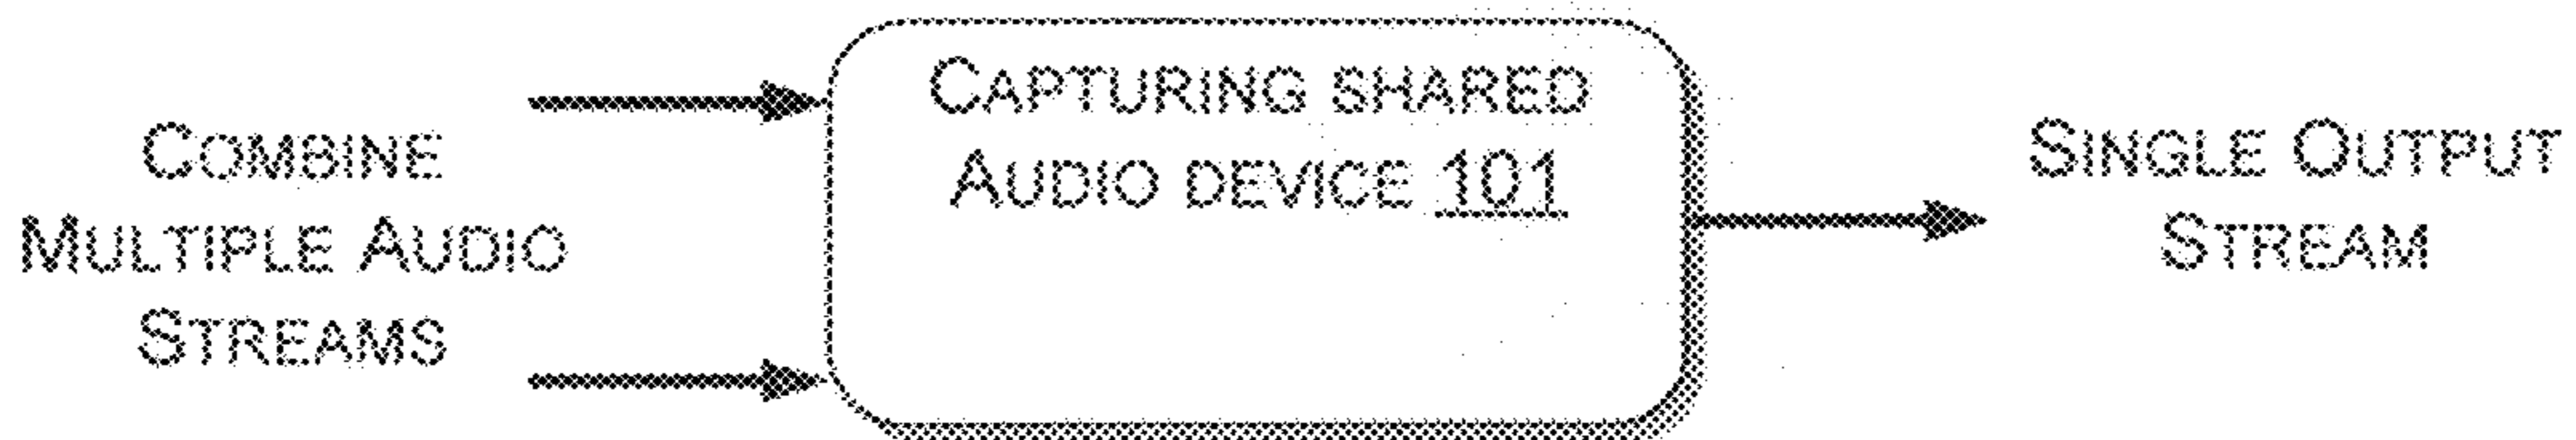 COMBINE
MULTIPLE AUDIO
STREAMS
CAPTURING SHARED
AUDIO DEVICE 101
SINGLE OUTPUT
STREAM